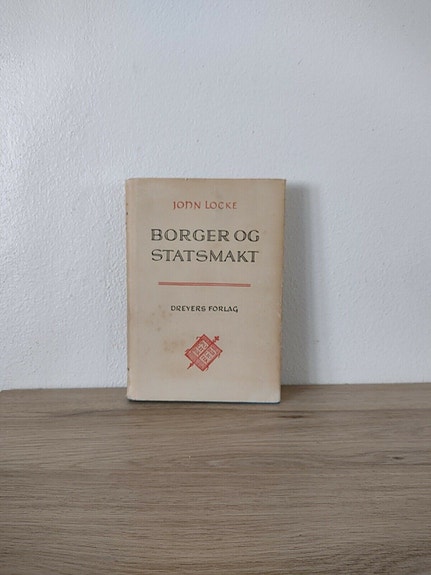 JOHN LOCKE
BORGER OG
STATSMAKT
DREYERS FORLAG